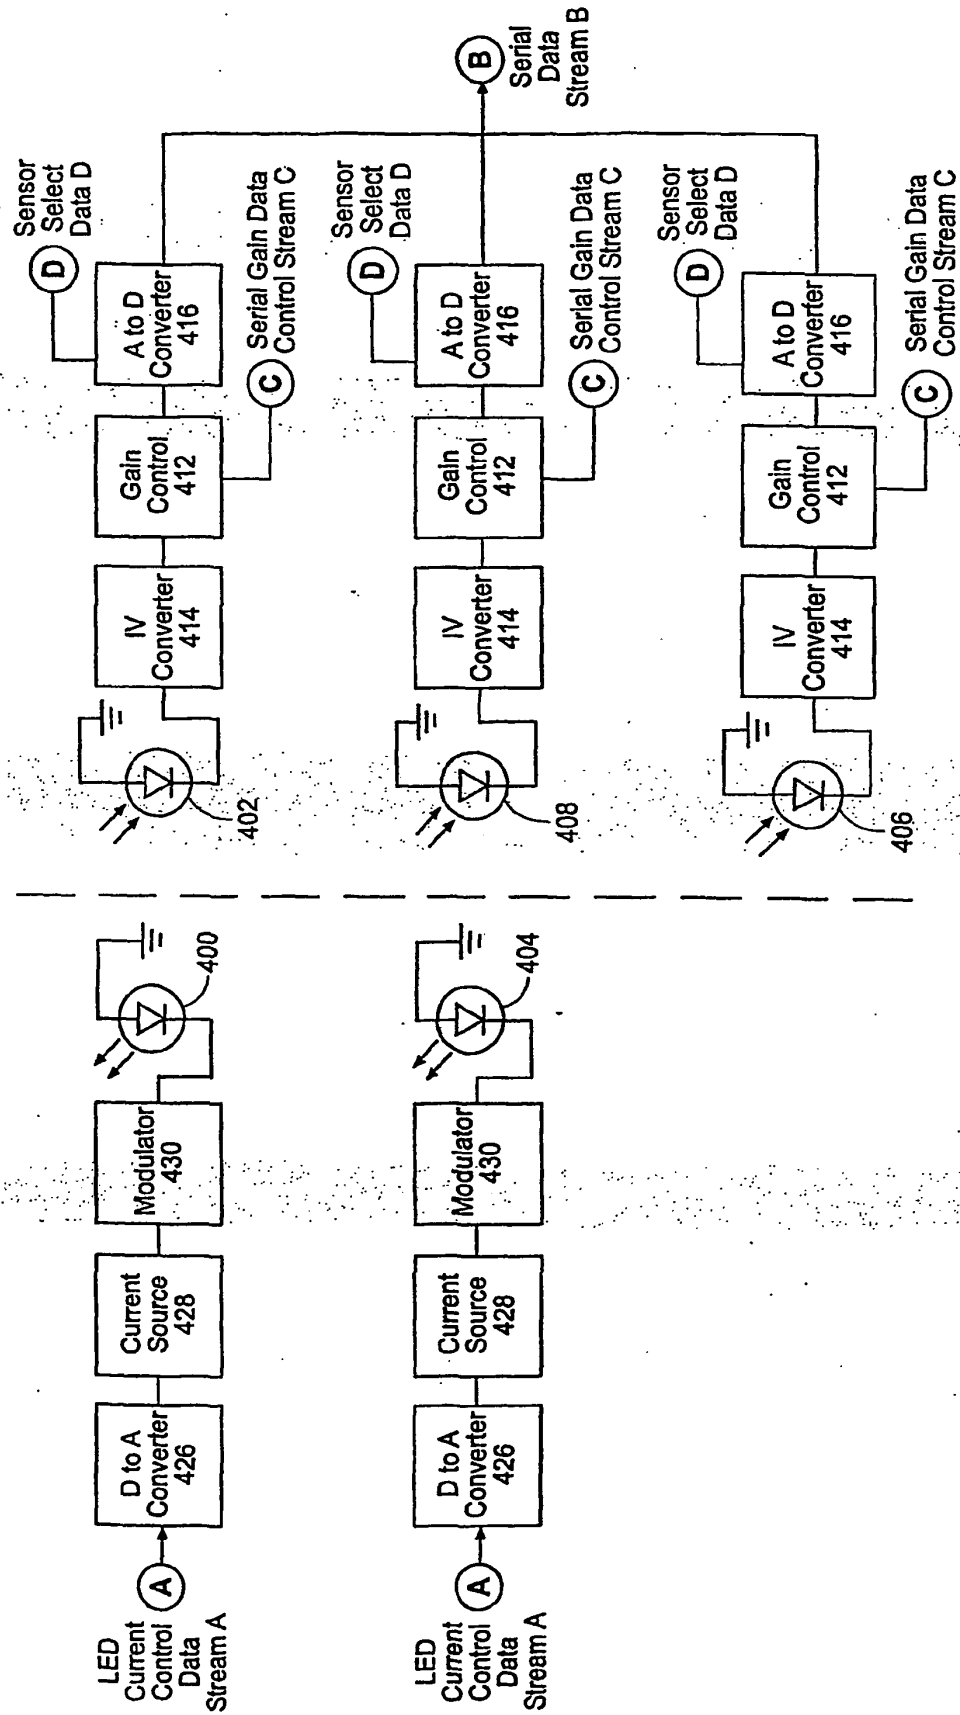 LED
Current
Control
Data
Stream A
A
D to A
Converter
426
Current
Source
428
Modulator
430
400
402
IV
Converter
414
Gain
Control
412
C
Serial Gain Data
Control Stream C
A to D
Converter
416
D
Sensor
Select
Data D
LED
Current
Control
Data
Stream A
A
D to A
Converter
426
Current
Source
428
Modulator
430
404
408
IV
Converter
414
Gain
Control
412
C
Serial Gain Data
Control Stream C
A to D
Converter
416
D
Sensor
Select
Data D
B
Serial
Data
Stream B
406
IV
Converter
414
Gain
Control
412
C
Serial Gain Data
Control Stream C
A to D
Converter
416
D
Sensor
Select
Data D